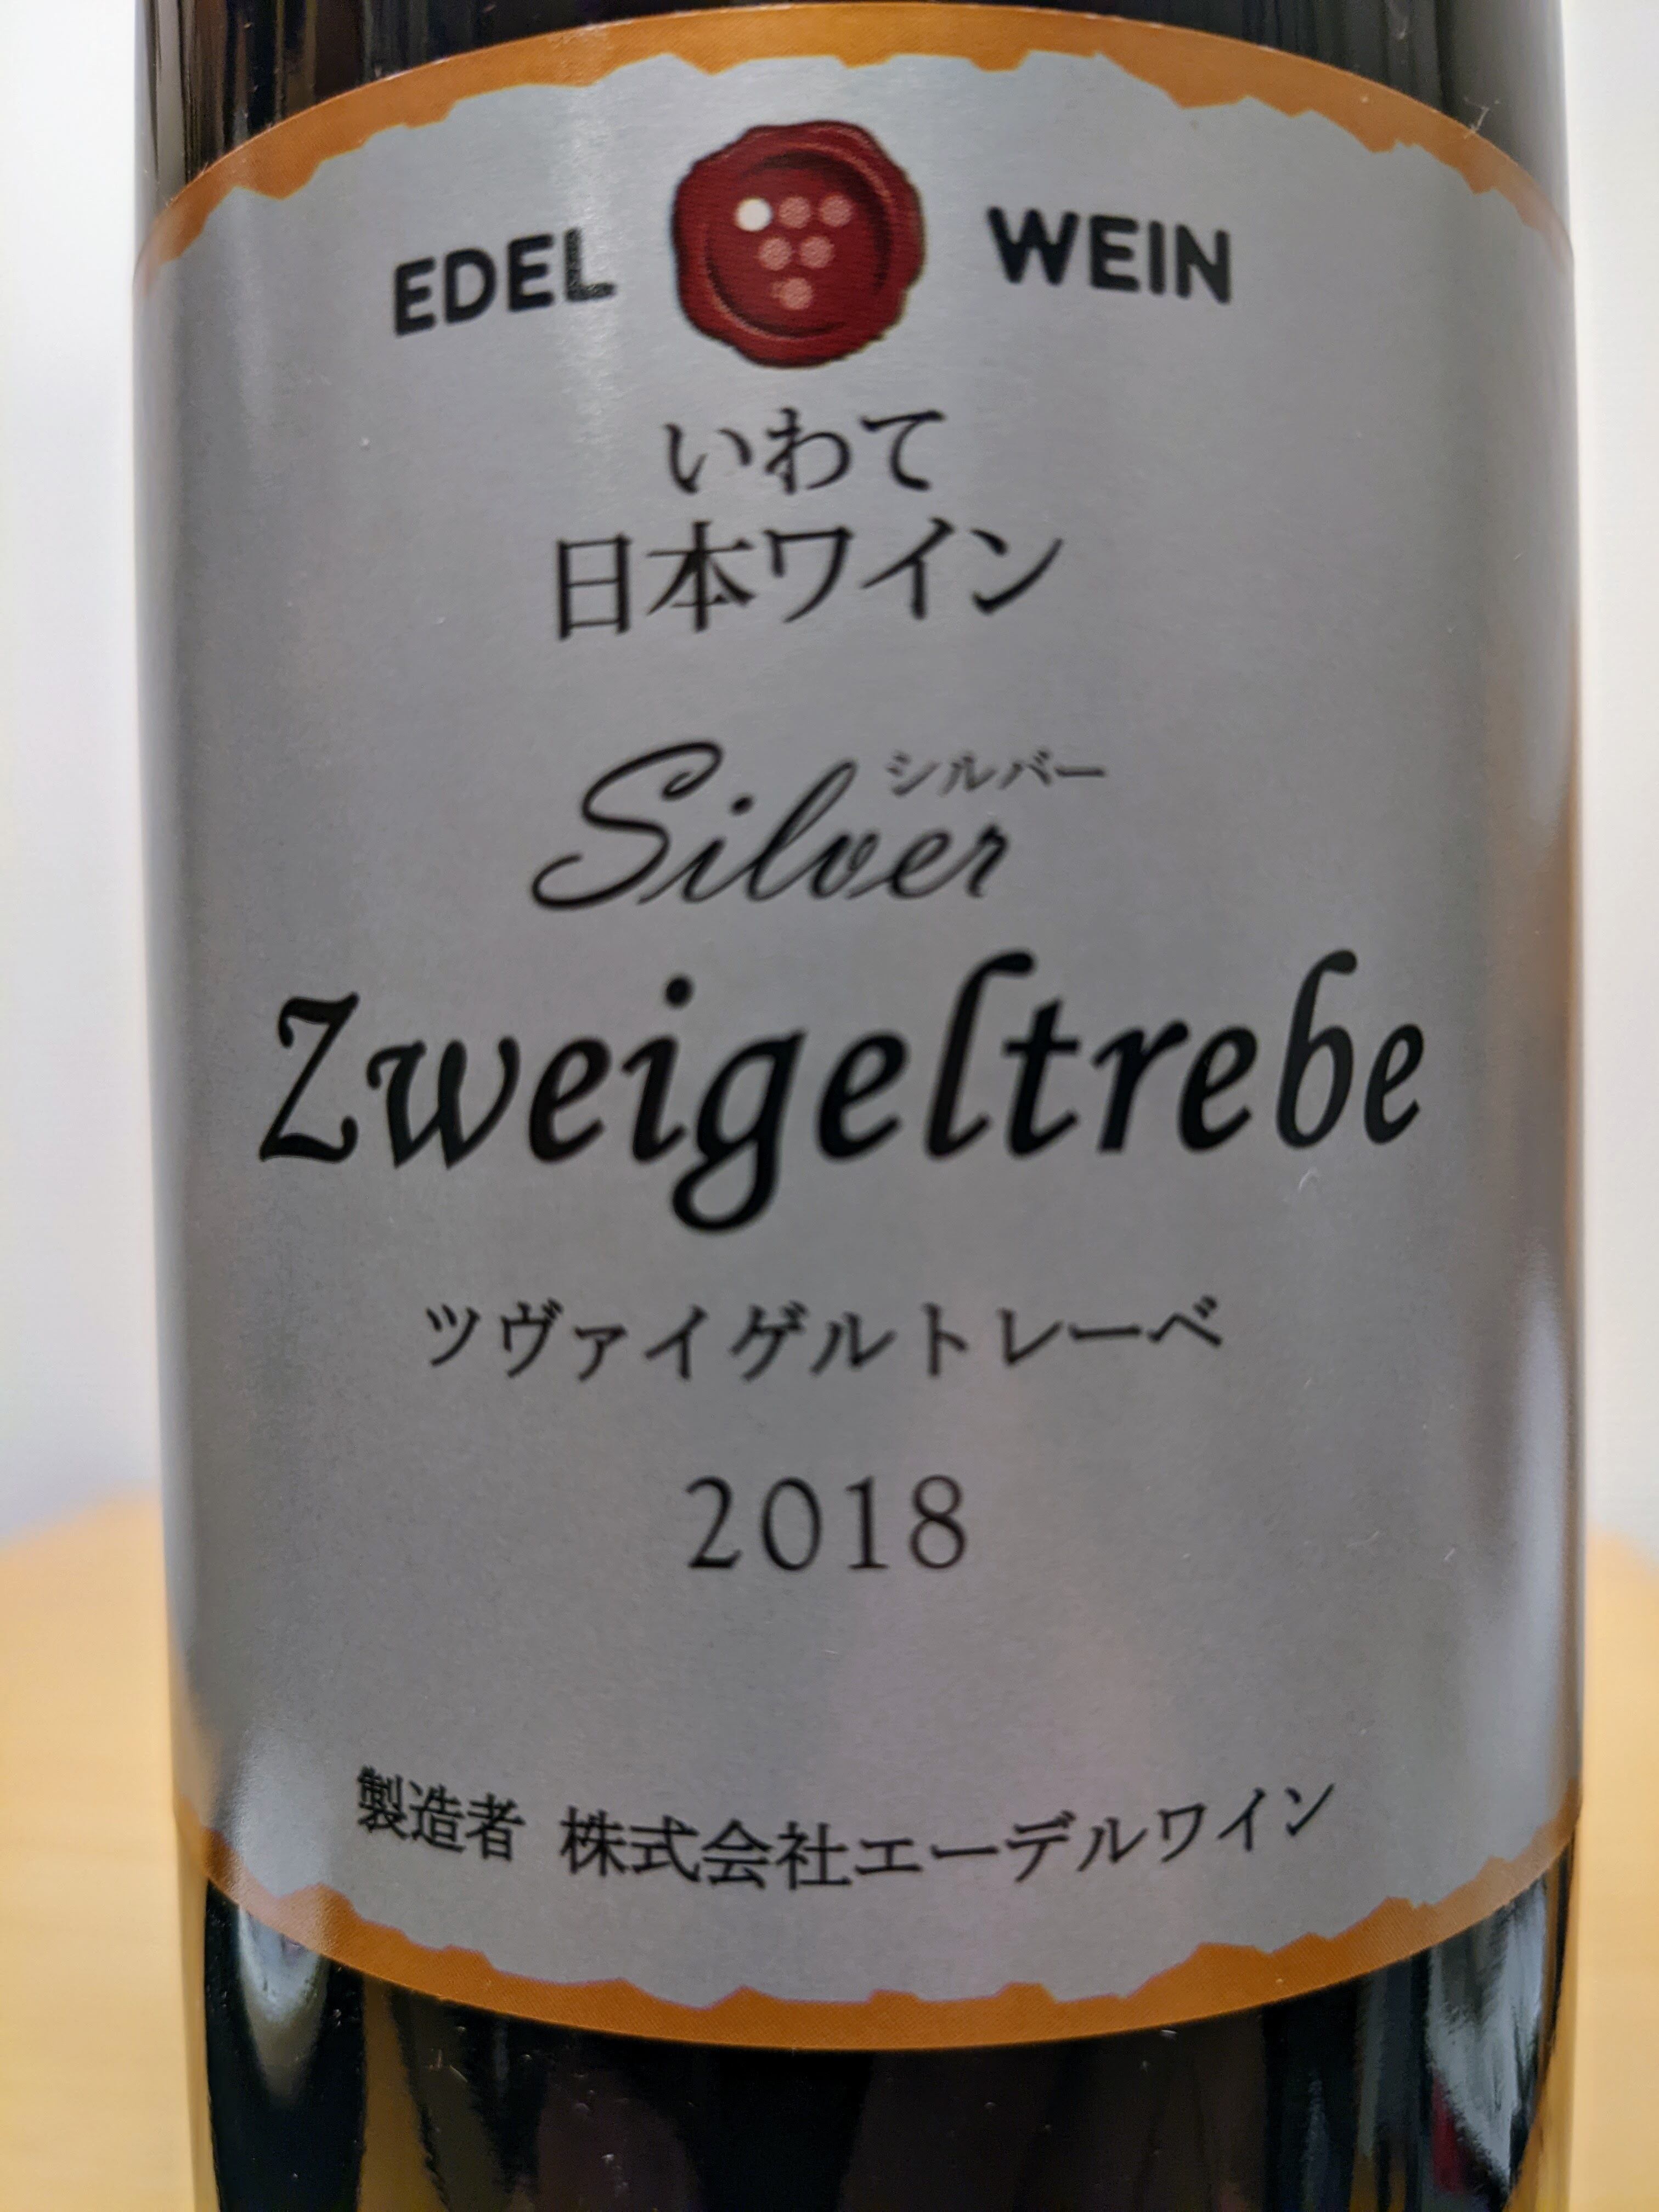 EDEL WEIN
いわて
日本ワイン
シルバー
Silver
Zweigeltrebe
ツヴァイゲルトレーベ
2018
製造者 株式会社エーデルワイン